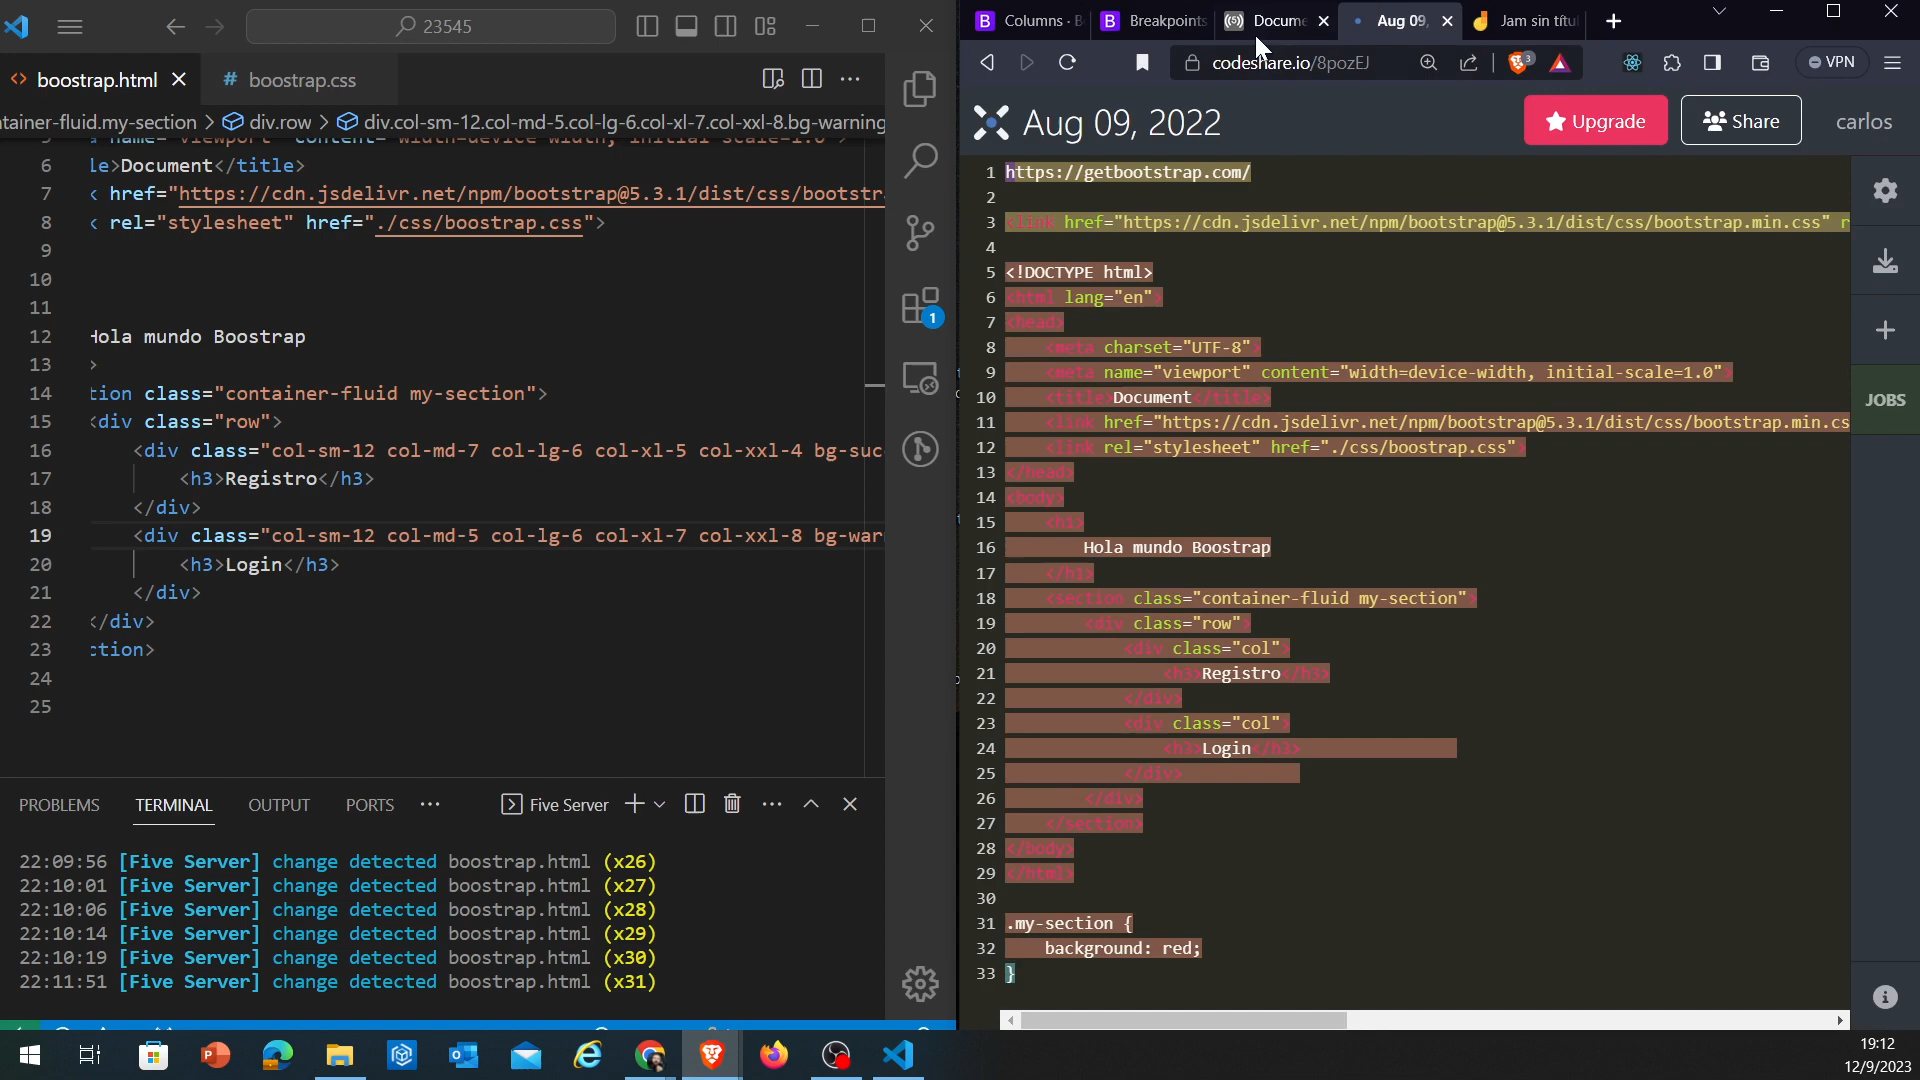 23545
boostrap.html
# boostrap.css
tainer-fluid.my-section > div.row > div.col-sm-12.col-md-5.col-lg-6.col-xl-7.col-xxl-8.bg-warning
6 le>Document</title>
7 < href="https://cdn.jsdelivr.net/npm/bootstrap@5.3.1/dist/css/bootstr
8 < rel="stylesheet" href="./css/boostrap.css">
9
10
11
12 Hola mundo Boostrap
13 >
14 tion class="container-fluid my-section">
15 <div class="row">
16 <div class="col-sm-12 col-md-7 col-lg-6 col-xl-5 col-xxl-4 bg-suc
17 <h3>Registro</h3>
18 </div>
19 <div class="col-sm-12 col-md-5 col-lg-6 col-xl-7 col-xxl-8 bg-war
20 <h3>Login</h3>
21 </div>
22 </div>
23 ction>
24
25
PROBLEMS TERMINAL OUTPUT PORTS Five Server
22:09:56 [Five Server] change detected boostrap.html (x26)
22:10:01 [Five Server] change detected boostrap.html (x27)
22:10:06 [Five Server] change detected boostrap.html (x28)
22:10:14 [Five Server] change detected boostrap.html (x29)
22:10:19 [Five Server] change detected boostrap.html (x30)
22:11:51 [Five Server] change detected boostrap.html (x31)
1
Columns · B
Breakpoints
Docume
Aug 09,
Jam sin títu
codeshare.io/8pozEJ
3
VPN
Aug 09, 2022
Upgrade
Share
carlos
1 https://getbootstrap.com/
2
3 <link href="https://cdn.jsdelivr.net/npm/bootstrap@5.3.1/dist/css/bootstrap.min.css" r
4
5 <!DOCTYPE html>
6 <html lang="en">
7 <head>
8 <meta charset="UTF-8">
9 <meta name="viewport" content="width=device-width, initial-scale=1.0">
10 <title>Document</title>
11 <link href="https://cdn.jsdelivr.net/npm/bootstrap@5.3.1/dist/css/bootstrap.min.cs
12 <link rel="stylesheet" href="./css/boostrap.css">
13 </head>
14 <body>
15 <h1>
16 Hola mundo Boostrap
17 </h1>
18 <section class="container-fluid my-section">
19 <div class="row">
20 <div class="col">
21 <h3>Registro</h3>
22 </div>
23 <div class="col">
24 <h3>Login</h3>
25 </div>
26 </div>
27 </section>
28 </body>
29 </html>
30
31 .my-section {
32 background: red;
33 }
JOBS
19:12
12/9/2023